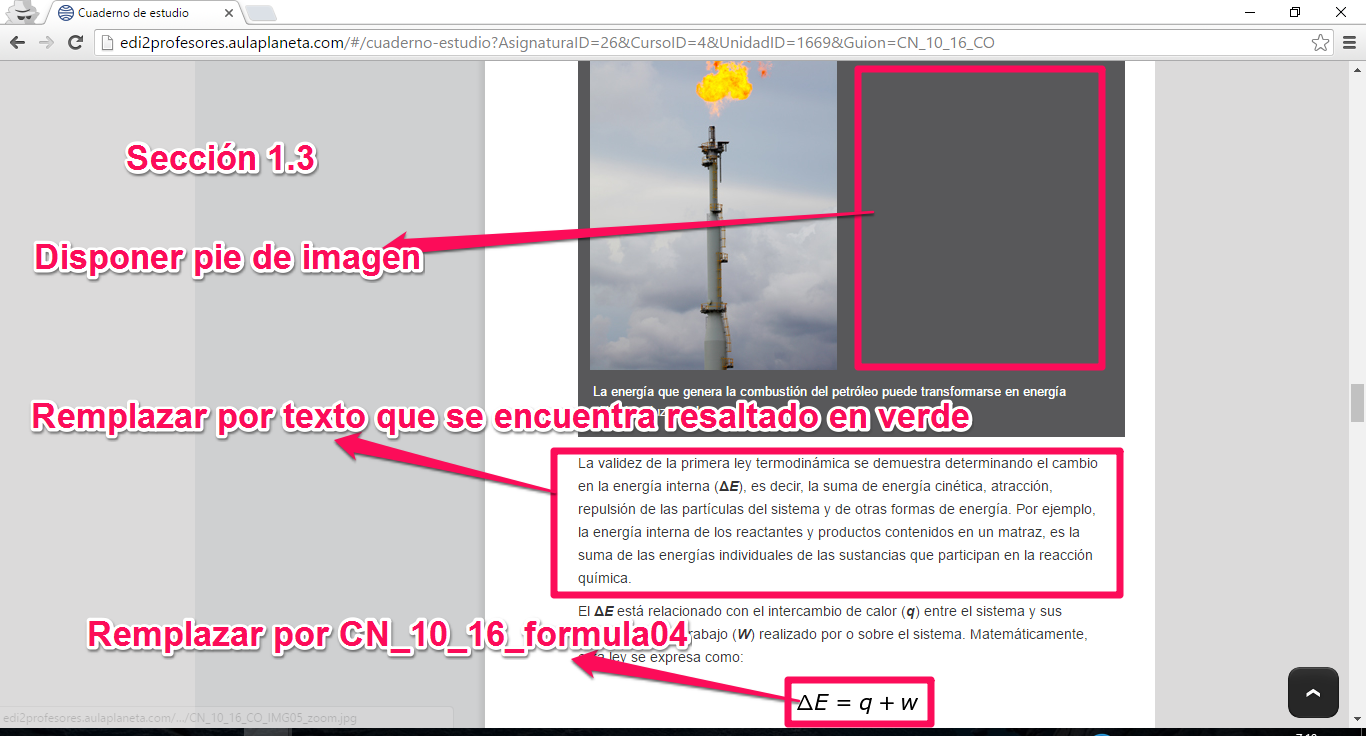 Cuaderno de estudio
edi2profesores.aulaplaneta.com/#/cuaderno-estudio?AsignaturaID=26&CursoID=4&UnidadID=1669&Guion=CN_10_16_CO
Sección 1.3
Disponer pie de imagen
La energía que genera la combustión del petróleo puede transformarse en energía
Remplazar por texto que se encuentra resaltado en verde
La validez de la primera ley termodinámica se demuestra determinando el cambio
en la energía interna (ΔE), es decir, la suma de energía cinética, atracción,
repulsión de las partículas del sistema y de otras formas de energía. Por ejemplo,
la energía interna de los reactantes y productos contenidos en un matraz, es la
suma de las energías individuales de las sustancias que participan en la reacción
química.
El ΔE está relacionado con el intercambio de calor (q) entre el sistema y sus
Remplazar por CN_10_16_formula04
(W) realizado por o sobre el sistema. Matemáticamente,
ley se expresa como:
ΔE = q + w
edi2profesores.aulaplaneta.com/.../CN_10_16_CO_IMG05_zoom.jpg